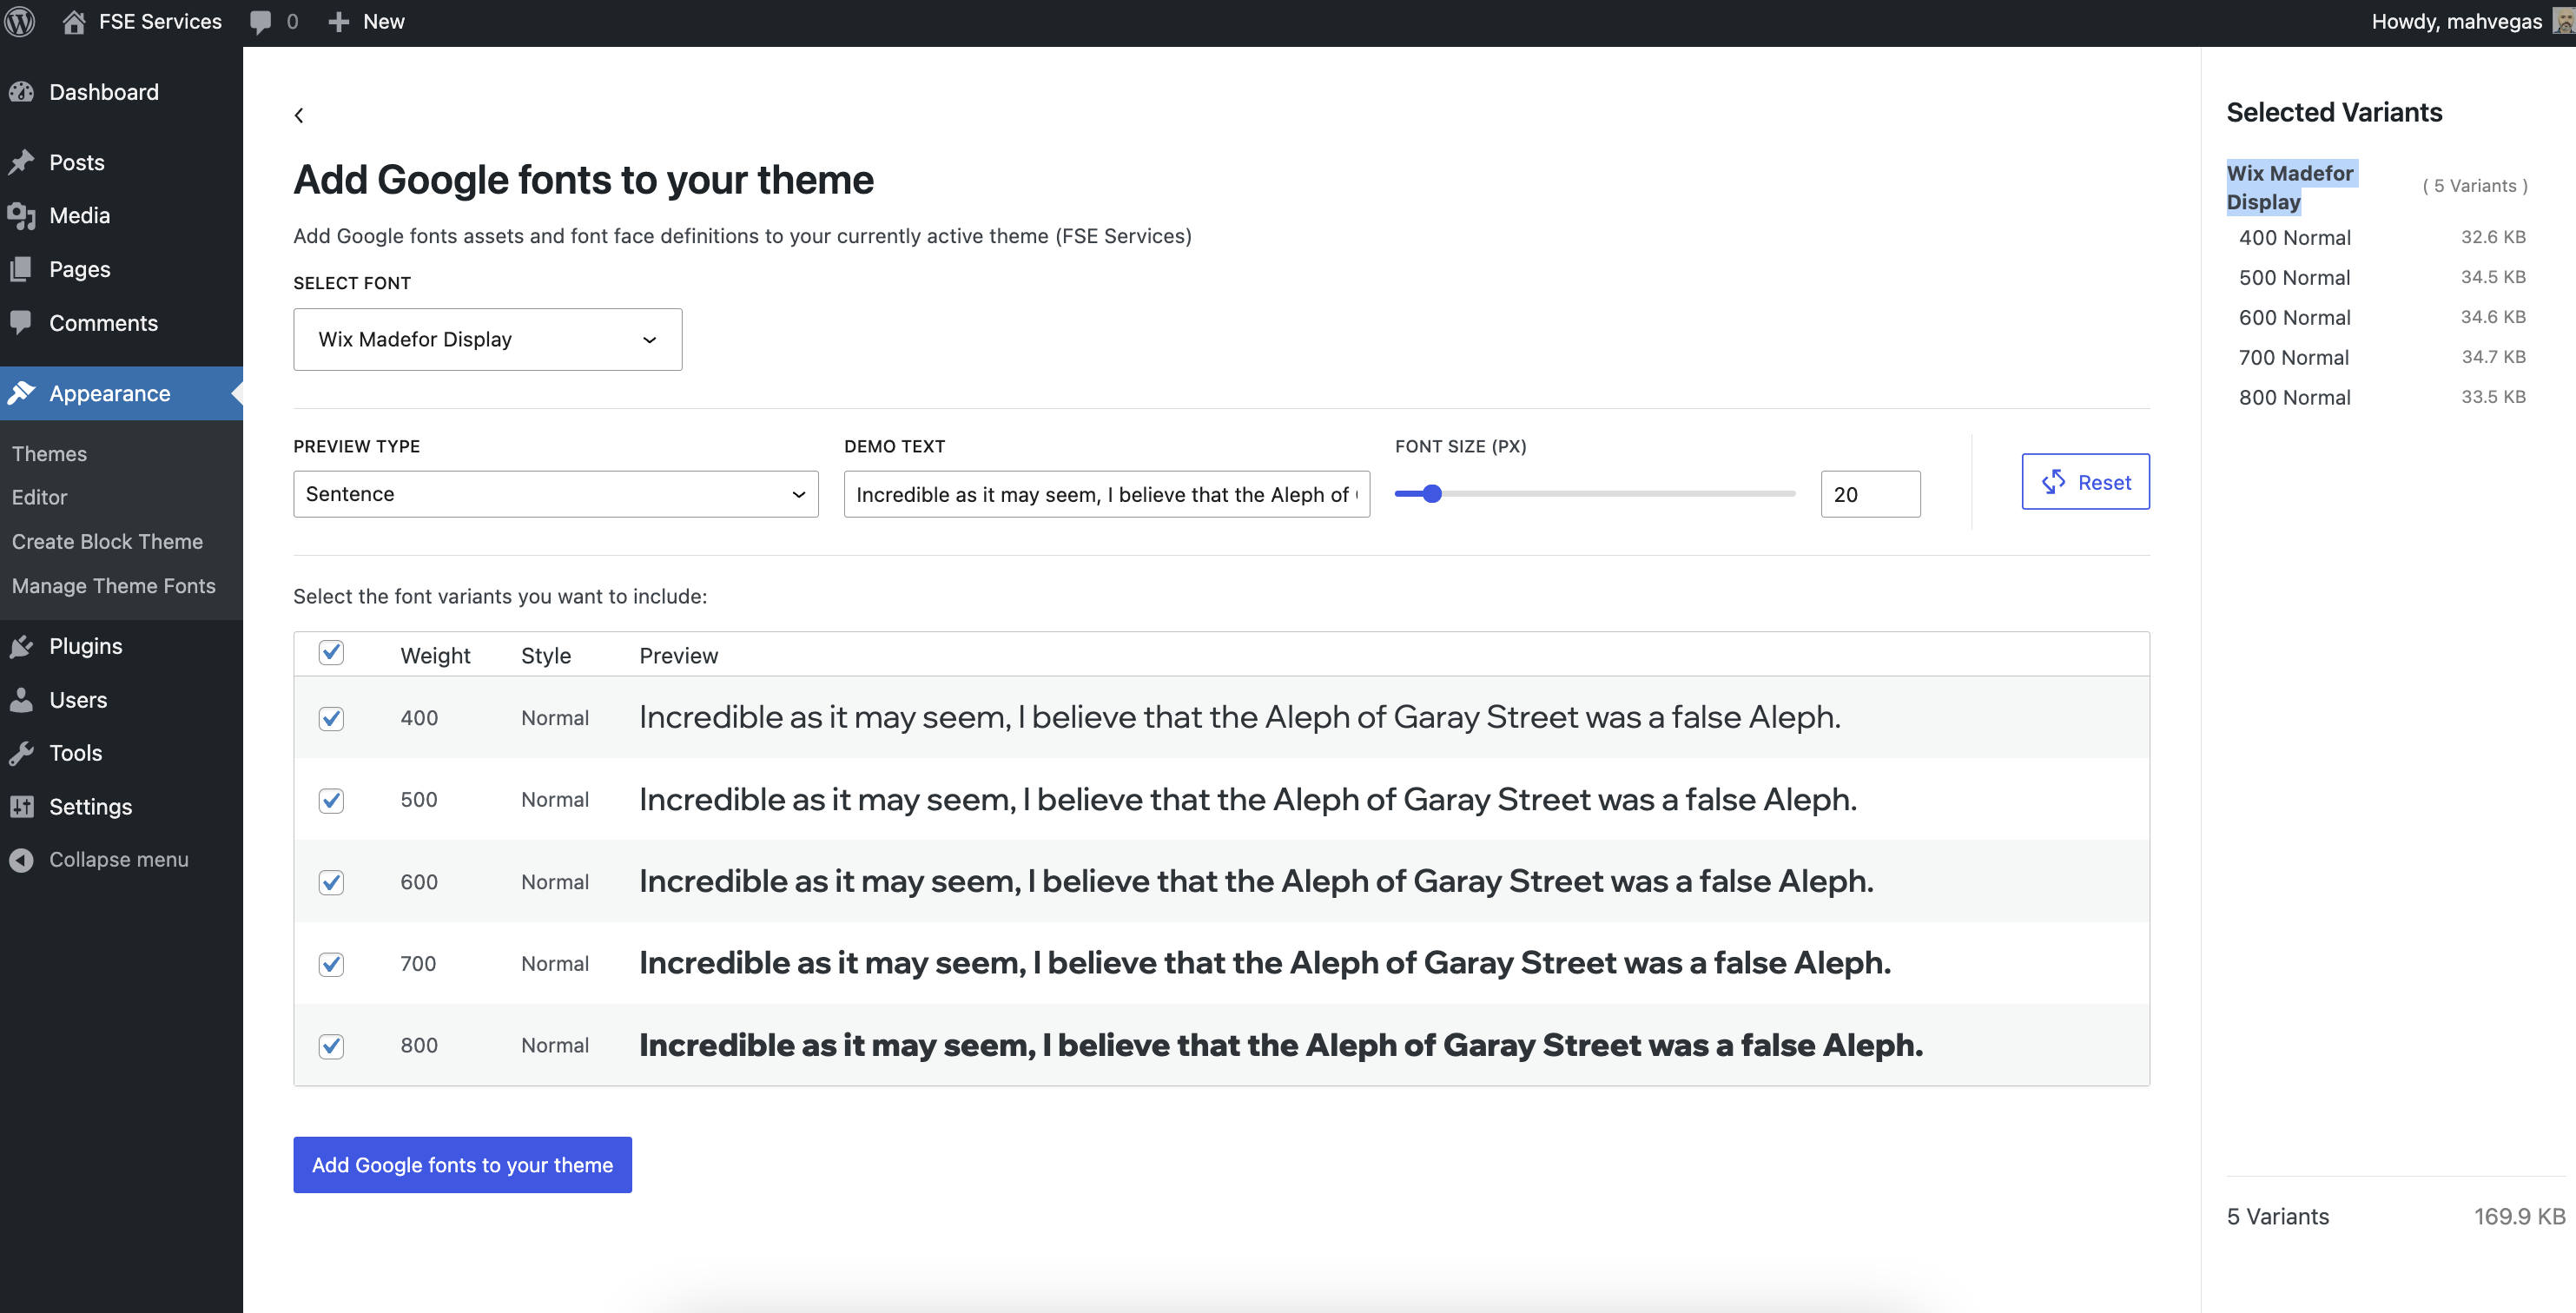 FSE Services 0 New Howdy, mahvegas
Dashboard
Posts
Media
Pages
Comments
Appearance
Themes
Editor
Create Block Theme
Manage Theme Fonts
Plugins
Users
Tools
Settings
Collapse menu
Add Google fonts to your theme
Add Google fonts assets and font face definitions to your currently active theme (FSE Services)
SELECT FONT
Wix Madefor Display
PREVIEW TYPE
Sentence
DEMO TEXT
Incredible as it may seem, I believe that the Aleph of
FONT SIZE (PX)
20
Reset
Select the font variants you want to include:
Weight Style Preview
400 Normal Incredible as it may seem, I believe that the Aleph of Garay Street was a false Aleph.
500 Normal Incredible as it may seem, I believe that the Aleph of Garay Street was a false Aleph.
600 Normal Incredible as it may seem, I believe that the Aleph of Garay Street was a false Aleph.
700 Normal Incredible as it may seem, I believe that the Aleph of Garay Street was a false Aleph.
800 Normal Incredible as it may seem, I believe that the Aleph of Garay Street was a false Aleph.
Add Google fonts to your theme
Selected Variants
Wix Madefor
Display
( 5 Variants )
400 Normal 32.6 KB
500 Normal 34.5 KB
600 Normal 34.6 KB
700 Normal 34.7 KB
800 Normal 33.5 KB
5 Variants 169.9 KB